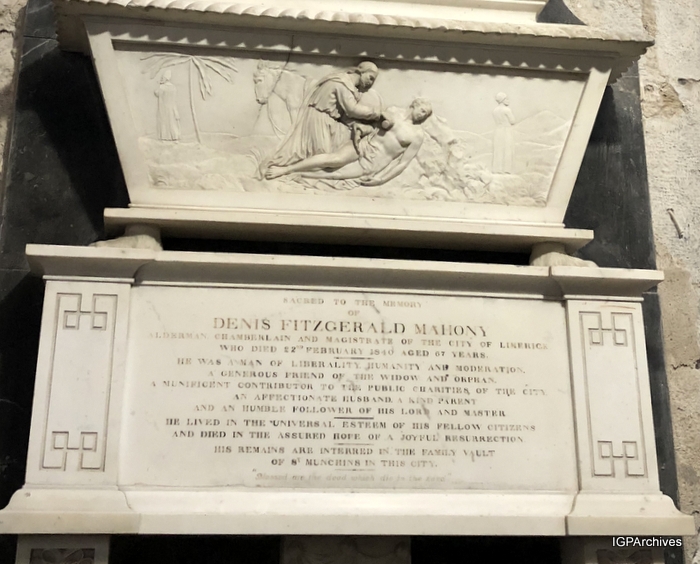 SACRED TO THE MEMORY
OF
DENIS FITZGERALD MAHONY
ALDERMAN, CHAMBERLAIN AND MAGISTRATE OF THE CITY OF LIMERICK
WHO DIED 22ND FEBRUARY 1840 AGED 67 YEARS.
HE WAS A MAN OF LIBERALITY, HUMANITY AND MODERATION,
A GENEROUS FRIEND OF THE WIDOW AND ORPHAN,
A MUNIFICENT CONTRIBUTOR TO THE PUBLIC CHARITIES OF THE CITY
AN AFFECTIONATE HUSBAND, A KIND PARENT
AND AN HUMBLE FOLLOWER OF HIS LORD AND MASTER
HE LIVED IN THE UNIVERSAL ESTEEM OF HIS FELLOW CITIZENS
AND DIED IN THE ASSURED HOPE OF A JOYFUL RESURRECTION
HIS REMAINS ARE INTERRED IN THE FAMILY VAULT
OF ST MUNCHINS IN THIS CITY.
Blessed are the dead which die in the Lord
IGPArchives